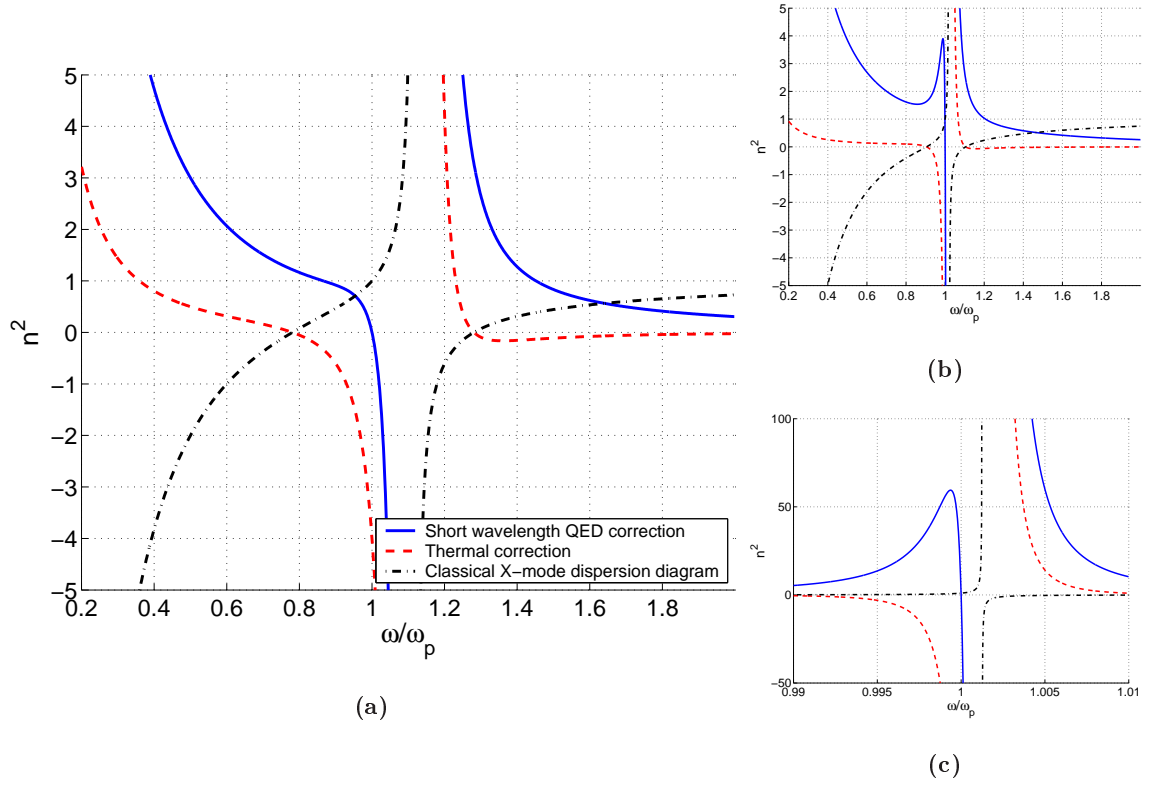 5
4
3
2
1
0
−1
−2
−3
−4
−5
n²
0.2 0.4 0.6 0.8 1 1.2 1.4 1.6 1.8
ω/ωp
Short wavelength QED correction
Thermal correction
Classical X−mode dispersion diagram
(a)
5
4
3
2
1
0
−1
−2
−3
−4
−5
n²
0.2 0.4 0.6 0.8 1 1.2 1.4 1.6 1.8
ω/ωp
(b)
100
50
0
−50
n²
0.99 0.995 1 1.005 1.01
ω/ωp
(c)